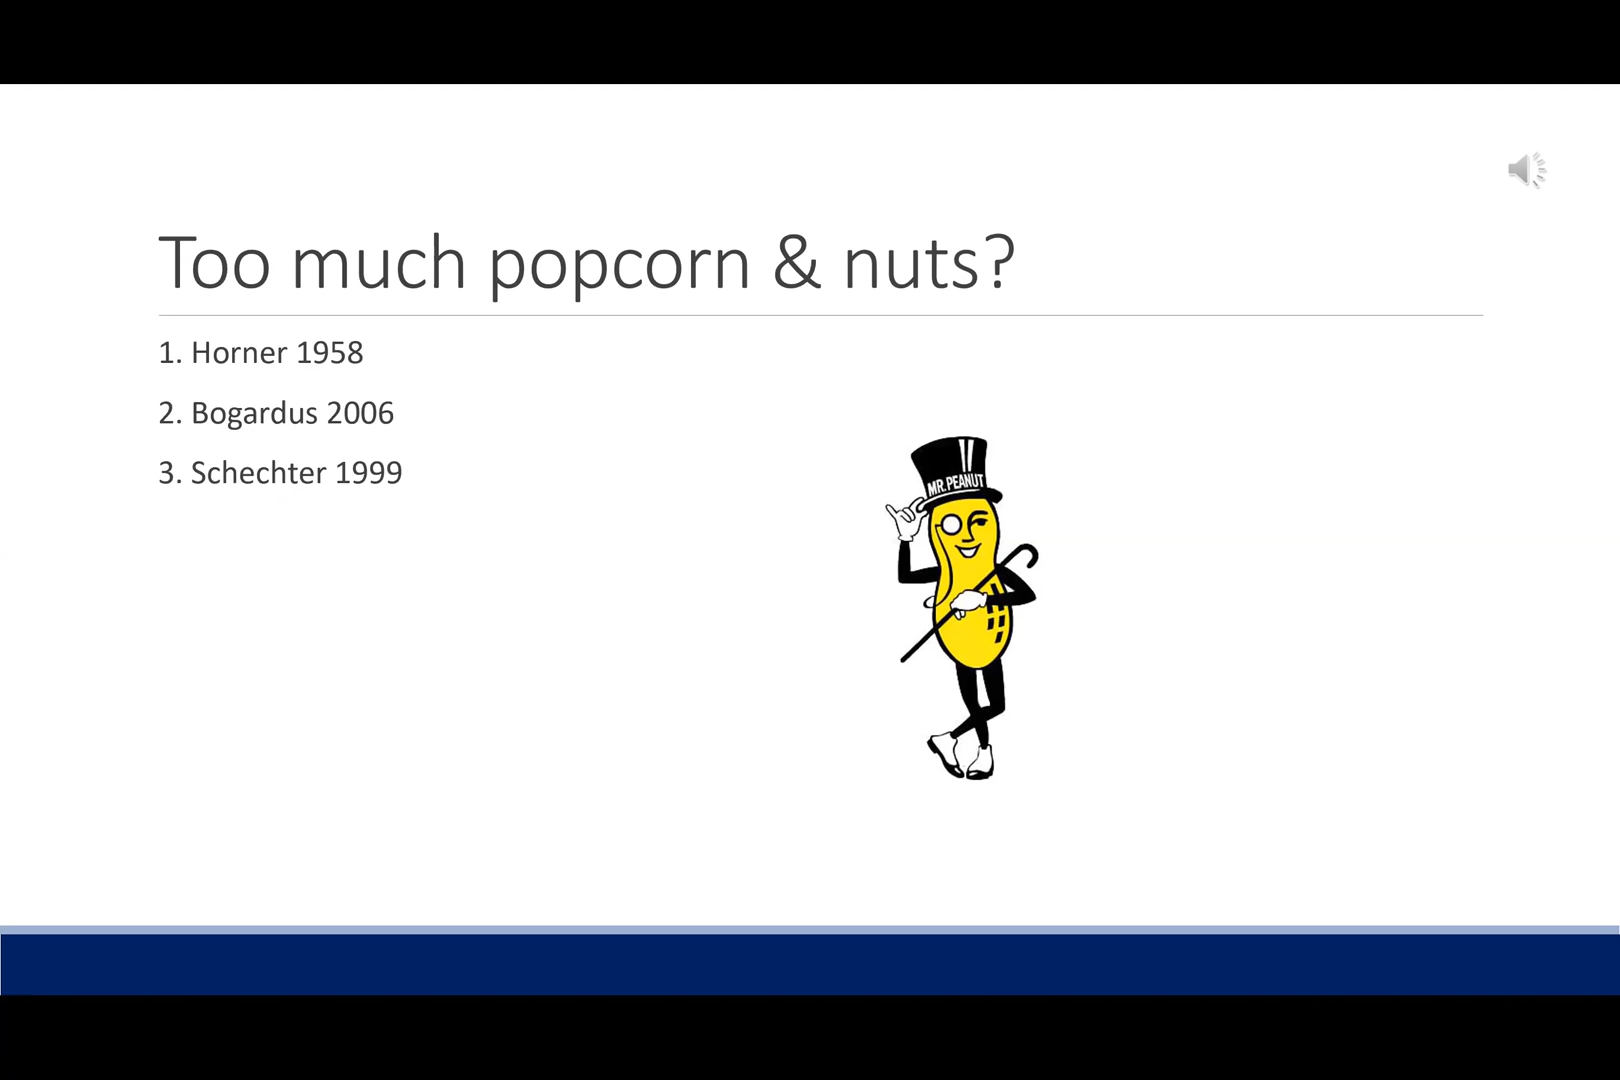 Too much popcorn & nuts?
1. Horner 1958
2. Bogardus 2006
3. Schechter 1999
MR. PEANUT